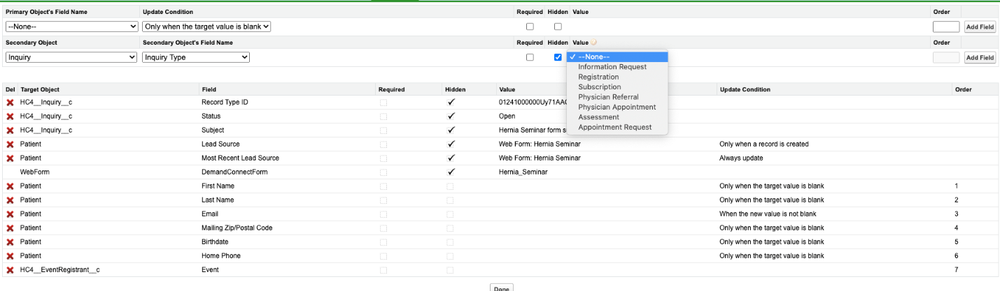 Primary Object's Field Name Update Condition Required Hidden Value Order
--None-- Only when the target value is blank Add Field
Secondary Object Secondary Object's Field Name Required Hidden Value Order
Inquiry Inquiry Type --None-- Add Field
Information Request
Registration
Subscription
Physician Referral
Physician Appointment
Assessment
Appointment Request
Del Target Object Field Required Hidden Value Update Condition Order
HC4__Inquiry__c Record Type ID 01241000000Uy71AAC
HC4__Inquiry__c Status Open
HC4__Inquiry__c Subject Hernia Seminar form s
Patient Lead Source Web Form: Hernia Seminar Only when a record is created
Patient Most Recent Lead Source Web Form: Hernia Seminar Always update
WebForm DemandConnectForm Hernia_Seminar
Patient First Name Only when the target value is blank 1
Patient Last Name Only when the target value is blank 2
Patient Email When the new value is not blank 3
Patient Mailing Zip/Postal Code Only when the target value is blank 4
Patient Birthdate Only when the target value is blank 5
Patient Home Phone Only when the target value is blank 6
HC4__EventRegistrant__c Event 7
Done